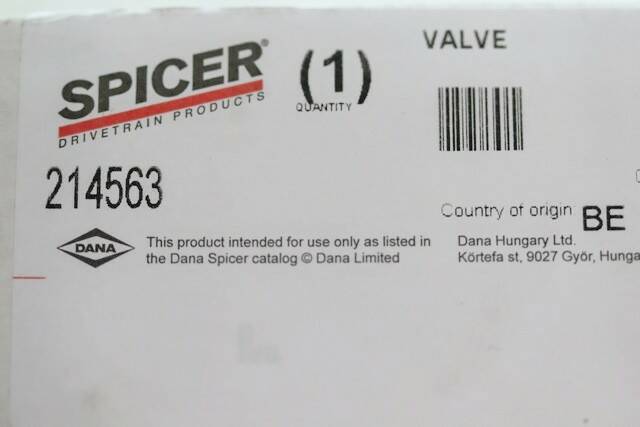 SPICER®
DRIVETRAIN PRODUCTS
(1)
QUANTITY
VALVE
214563
Country of origin BE
DANA
This product intended for use only as listed in
the Dana Spicer catalog © Dana Limited
Dana Hungary Ltd.
Körtefa st, 9027 Győr, Hunga